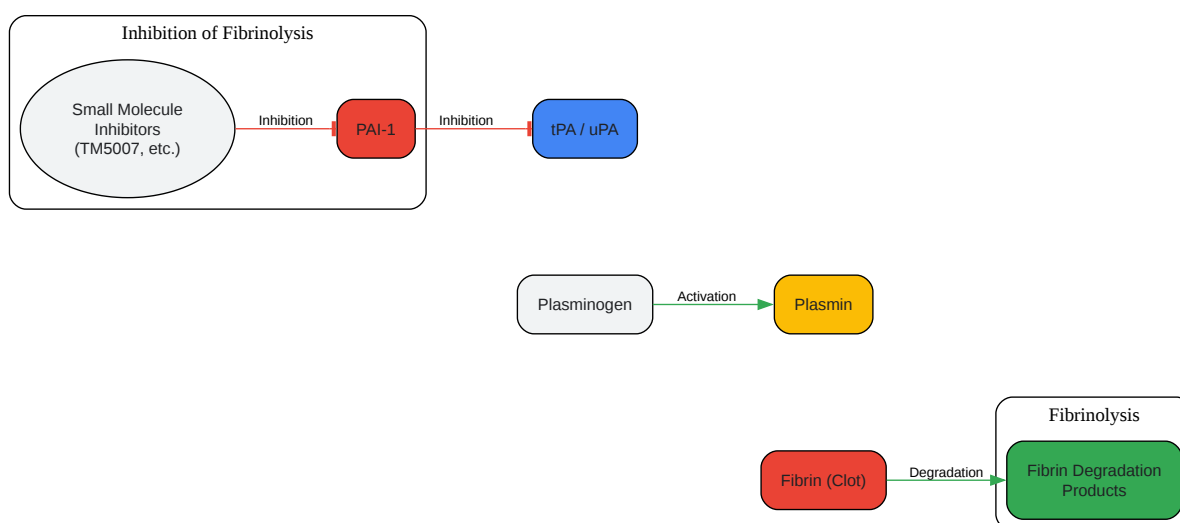 Inhibition of Fibrinolysis
Small Molecule
Inhibitors
(TM5007, etc.)
Inhibition
PAI-1
Inhibition
tPA / uPA
Plasminogen
Activation
Plasmin
Fibrinolysis
Fibrin (Clot)
Degradation
Fibrin Degradation
Products